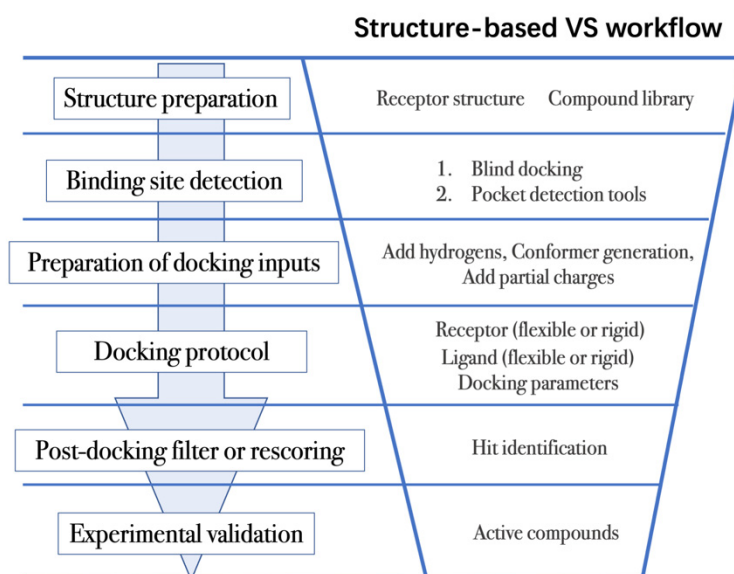 Structure-based VS workflow
Structure preparation
Receptor structure Compound library
Binding site detection
1. Blind docking
2. Pocket detection tools
Preparation of docking inputs
Add hydrogens, Conformer generation,
Add partial charges
Docking protocol
Receptor (flexible or rigid)
Ligand (flexible or rigid)
Docking parameters
Post-docking filter or rescoring
Hit identification
Experimental validation
Active compounds